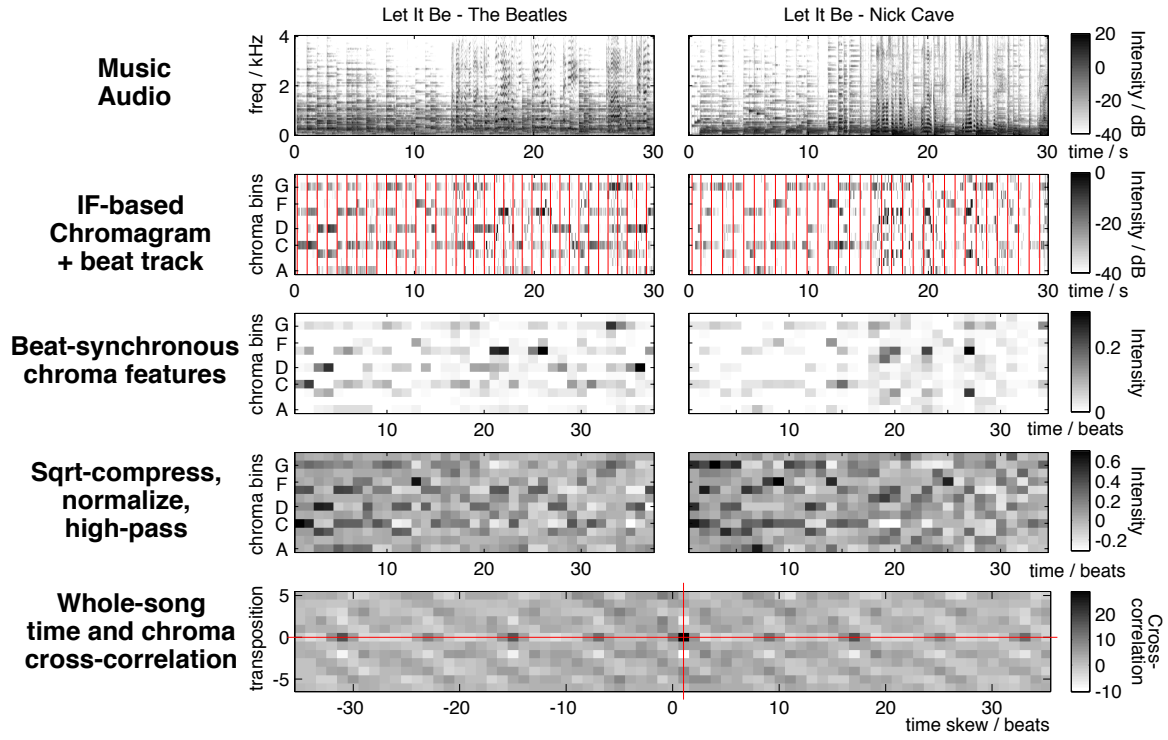 Let It Be - The Beatles
Let It Be - Nick Cave
Music
Audio
freq / kHz
4
2
0
0
10
20
30
0
10
20
30
time / s
20
0
-20
-40
Intensity / dB
IF-based
Chromagram
+ beat track
chroma bins
G
F
D
C
A
0
10
20
30
0
10
20
30
time / s
0
-20
-40
Intensity / dB
Beat-synchronous
chroma features
chroma bins
G
F
D
C
A
10
20
30
10
20
30
time / beats
0.2
0
Intensity
Sqrt-compress,
normalize,
high-pass
chroma bins
G
F
D
C
A
10
20
30
10
20
30
time / beats
0.6
0.4
0.2
0
-0.2
Intensity
Whole-song
time and chroma
cross-correlation
transposition
5
0
-5
-30
-20
-10
0
10
20
30
time skew / beats
20
10
0
-10
Cross-
correlation